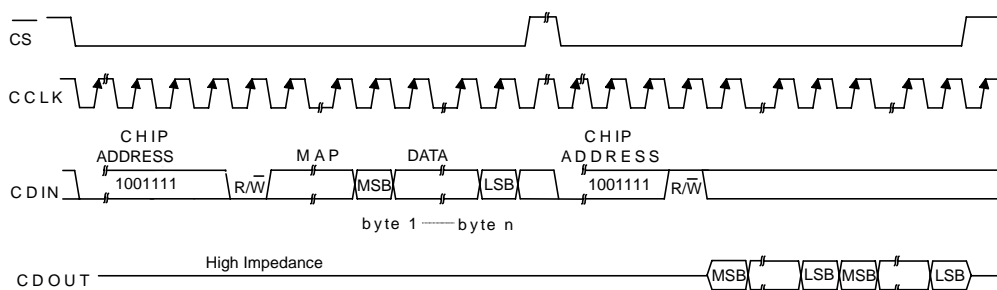 CS
CCLK
CHIP ADDRESS
MAP
DATA
CHIP ADDRESS
CDIN
1001111
R/W
MSB
LSB
1001111
R/W
byte 1
byte n
High Impedance
CDOUT
MSB
LSB
MSB
LSB